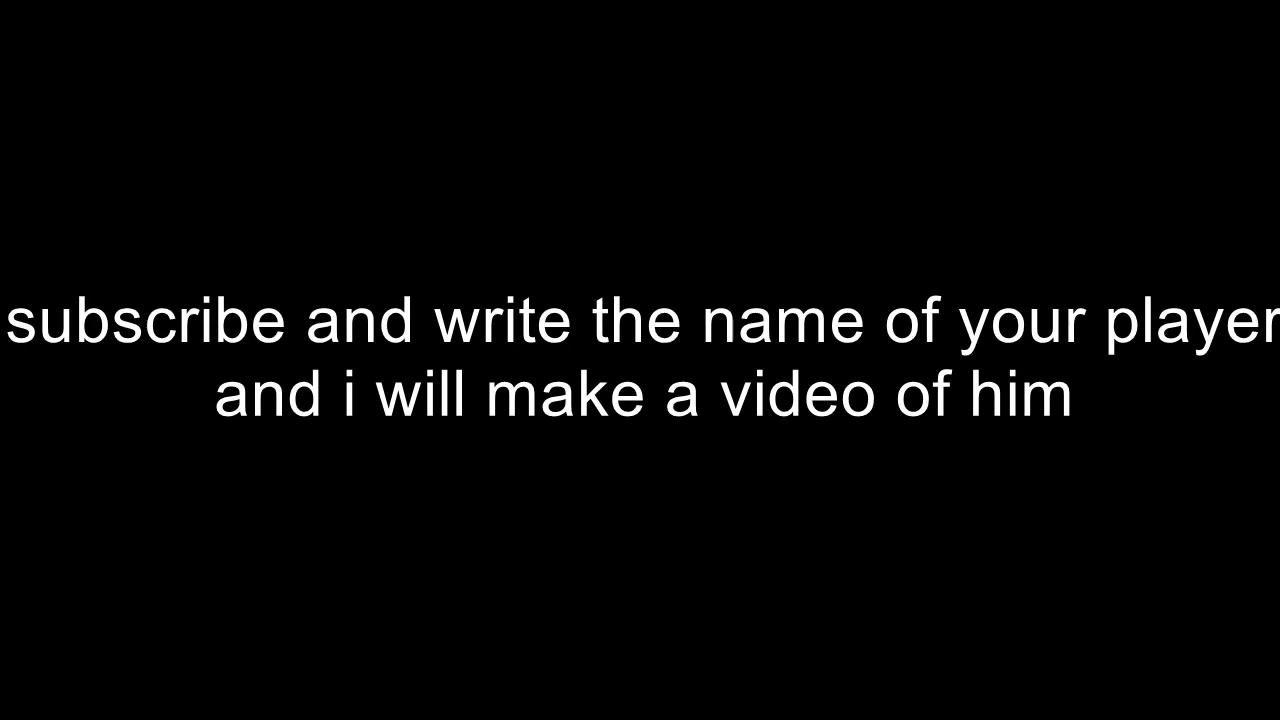 subscribe and write the name of your player
and i will make a video of him